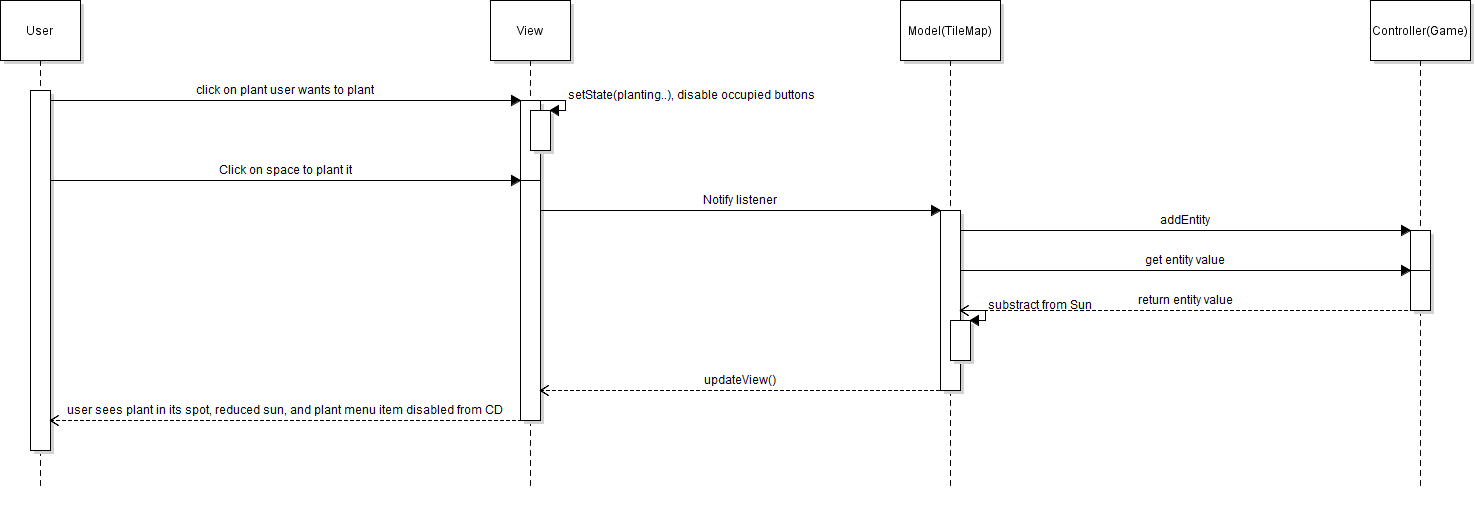 User
View
Model(TileMap)
Controller(Game)
click on plant user wants to plant
setState(planting..), disable occupied buttons
Click on space to plant it
Notify listener
addEntity
get entity value
substract from Sun
return entity value
updateView()
user sees plant in its spot, reduced sun, and plant menu item disabled from CD